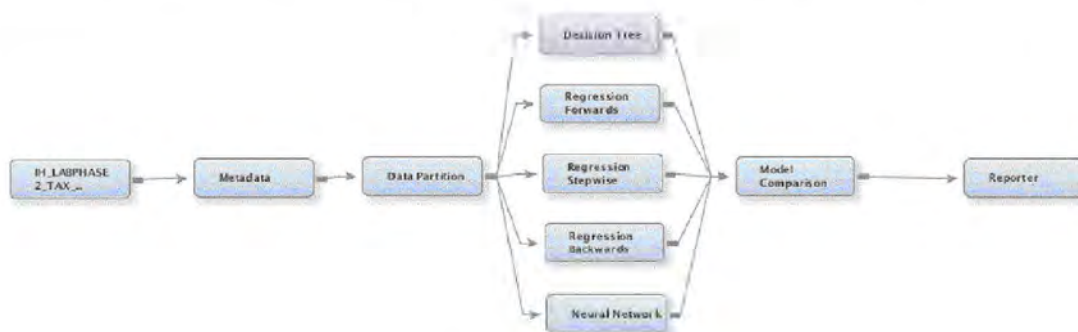 Decision Tree
Regression
Forwards
IH_LABPHASE
2_TAX_...
Metadata
Data Partition
Regression
Stepwise
Model
Comparison
Reporter
Regression
Backwards
Neural Network